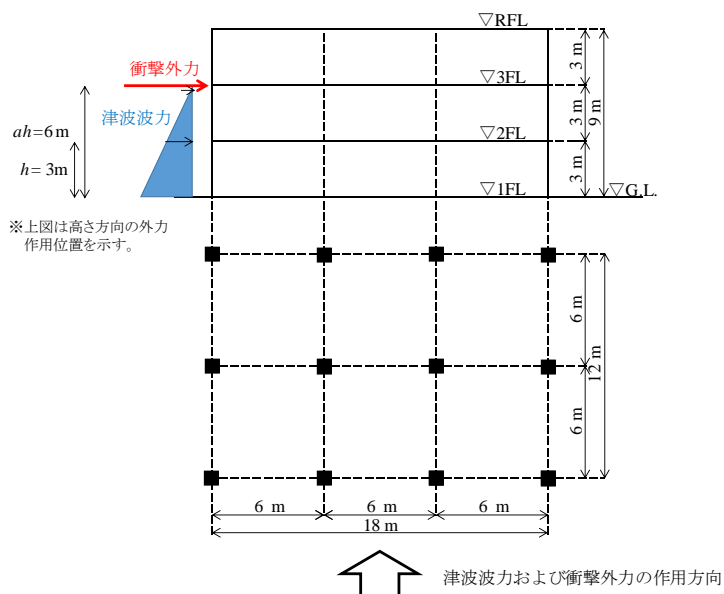 ▽RFL
衝撃外力
▽3FL
津波波力
ah=6m
▽2FL
h= 3m
▽1FL
▽G.L.
3 m
3 m
3 m
9 m
※上図は高さ方向の外力
作用位置を示す。
6 m
6 m
12 m
6 m
6 m
6 m
18 m
津波波力および衝撃外力の作用方向